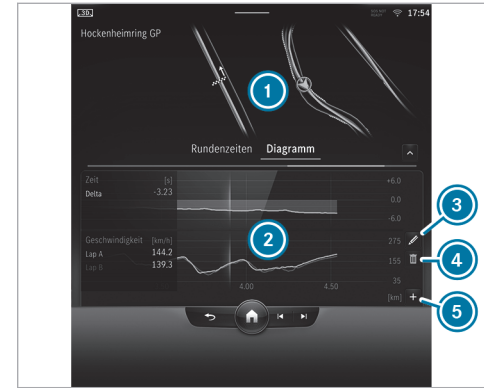 3D
17:54
Hockenheimring GP
1
Rundenzeiten Diagramm
Zeit [s] +6.0
Delta -3.23 0.0
-6.0
3
2
Geschwindigkeit [km/h] 275
Lap A 144.2
4
Lap B 139.3 155
35
4.00 4.50 [km]
5